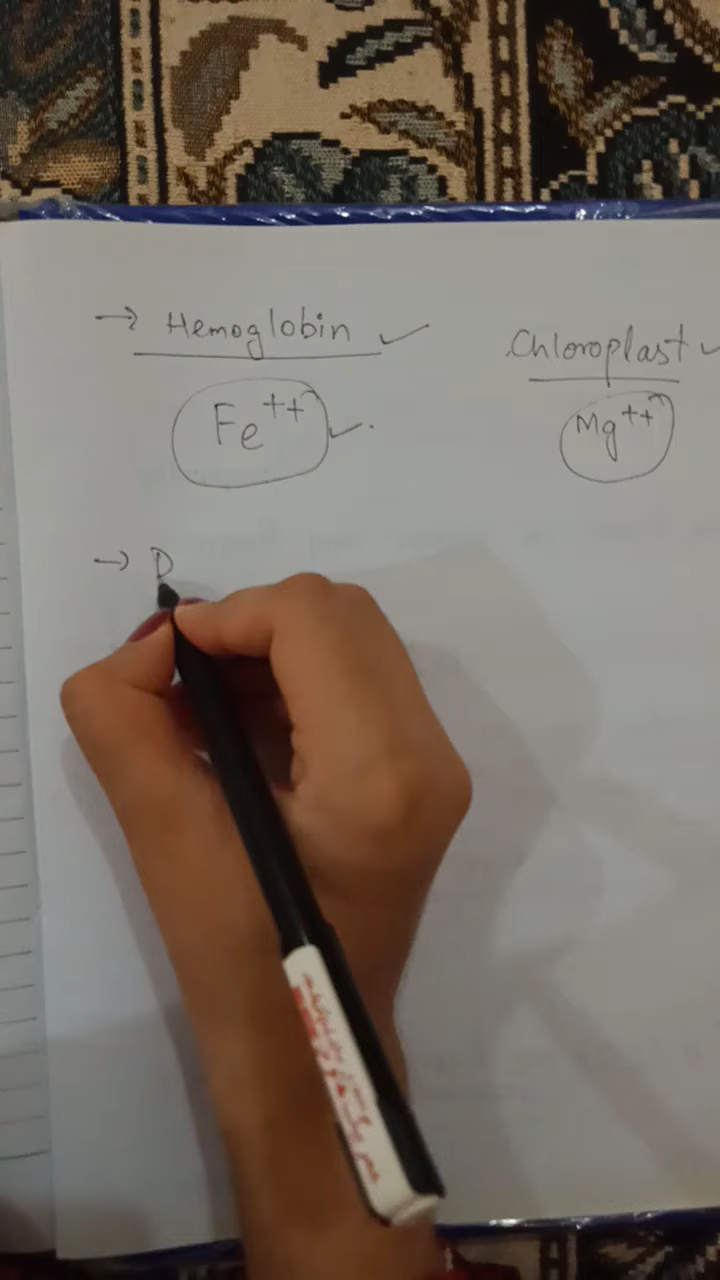 → Hemoglobin ✓ Chloroplast ✓
Fe++ ✓. Mg++
→ D